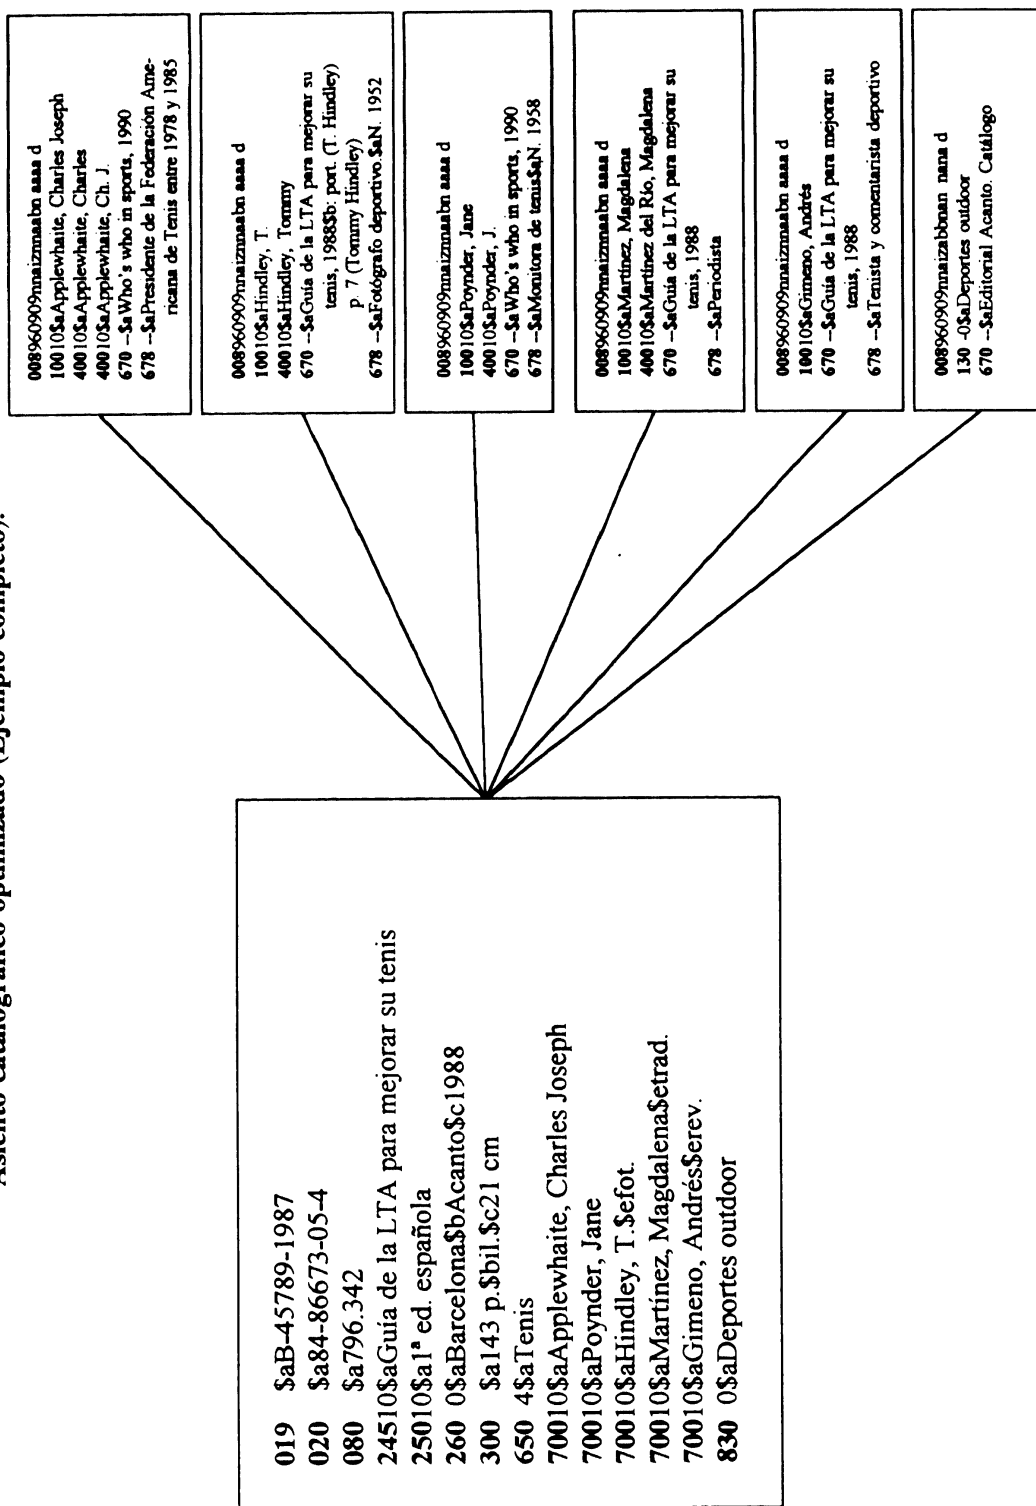 Asiento catalográfico optimizado (Ejemplo completo).
019 $aB-45789-1987
020 $a84-86673-05-4
080 $a796.342
24510$aGuía de la LTA para mejorar su tenis
25010$a1ª ed. española
260 0$aBarcelona$bAcanto$c1988
300 $a143 p.$bil.$c21 cm
650 4$aTenis
70010$aApplewhaite, Charles Joseph
70010$aPoynder, Jane
70010$aHindley, T.$efot.
70010$aMartínez, Magdalena$etrad.
70010$aGimeno, Andrés$erev.
830 0$aDeportes outdoor
008960909nnaiznnaabn aaaa d
10010$aApplewhaite, Charles Joseph
40010$aApplewhaite, Charles
40010$aApplewhaite, Ch. J.
670 --$aWho's who in sports, 1990
678 --$aPresidente de la Federación Ame-
ricana de Tenis entre 1978 y 1985
008960909nnaiznnaabn aaaa d
10010$aHindley, T.
40010$aHindley, Tommy
670 --$aGuía de la LTA para mejorar su
tenis, 1988$b: port. (T. Hindley)
p. 7 (Tommy Hindley)
678 --$aFotógrafo deportivo.$aN. 1952
008960909nnaiznnaabn aaaa d
10010$aPoynder, Jane
40010$aPoynder, J.
670 --$aWho's who in sports, 1990
678 --$aMonitora de tenis$aN. 1958
008960909nnaiznnaabn aaaa d
10010$aMartínez, Magdalena
40010$aMartínez del Río, Magdalena
670 --$aGuía de la LTA para mejorar su
tenis, 1988
678 --$aPeriodista
008960909nnaiznnaabn aaaa d
10010$aGimeno, Andrés
670 --$aGuía de la LTA para mejorar su
tenis, 1988
678 --$aTenista y comentarista deportivo
008960909nnaizabbnan nana d
130 -0$aDeportes outdoor
670 --$aEditorial Acanto. Catálogo